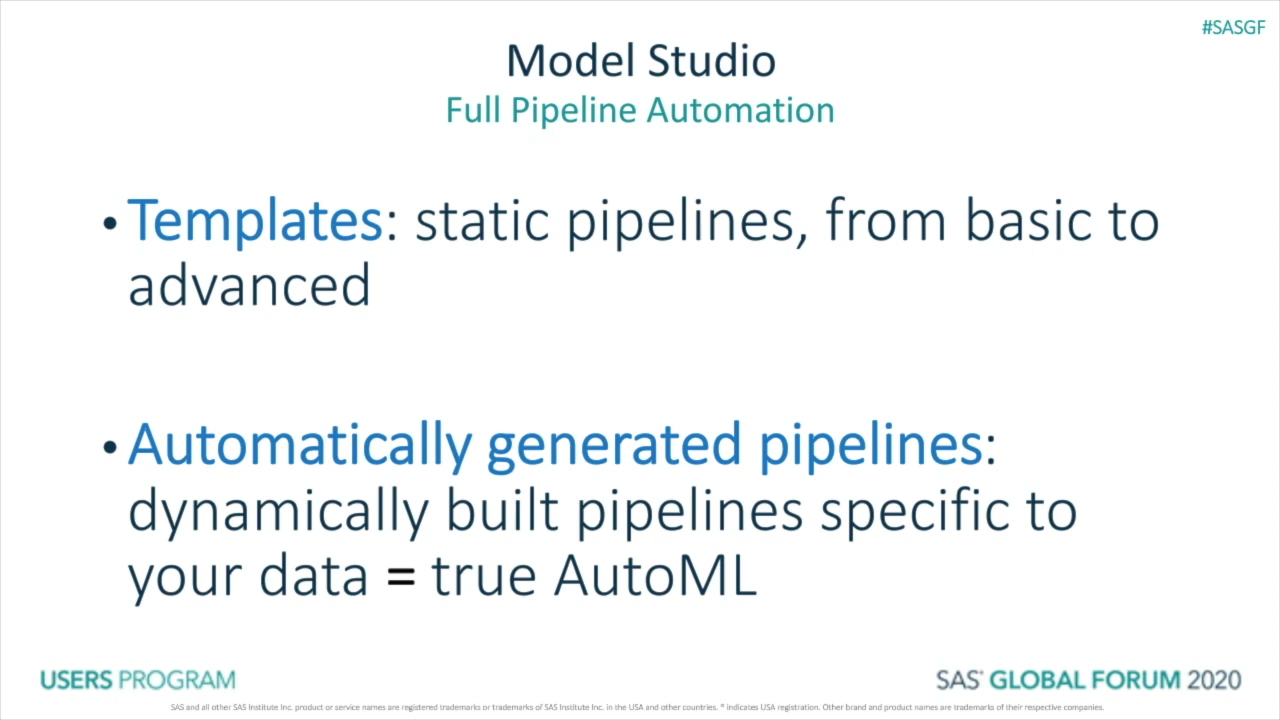 #SASGF
Model Studio
Full Pipeline Automation
• Templates: static pipelines, from basic to
advanced
• Automatically generated pipelines:
dynamically built pipelines specific to
your data = true AutoML
USERS PROGRAM
SAS® GLOBAL FORUM 2020
SAS and all other SAS Institute Inc. product or service names are registered trademarks or trademarks of SAS Institute Inc. in the USA and other countries. ® indicates USA registration. Other brand and product names are trademarks of their respective companies.